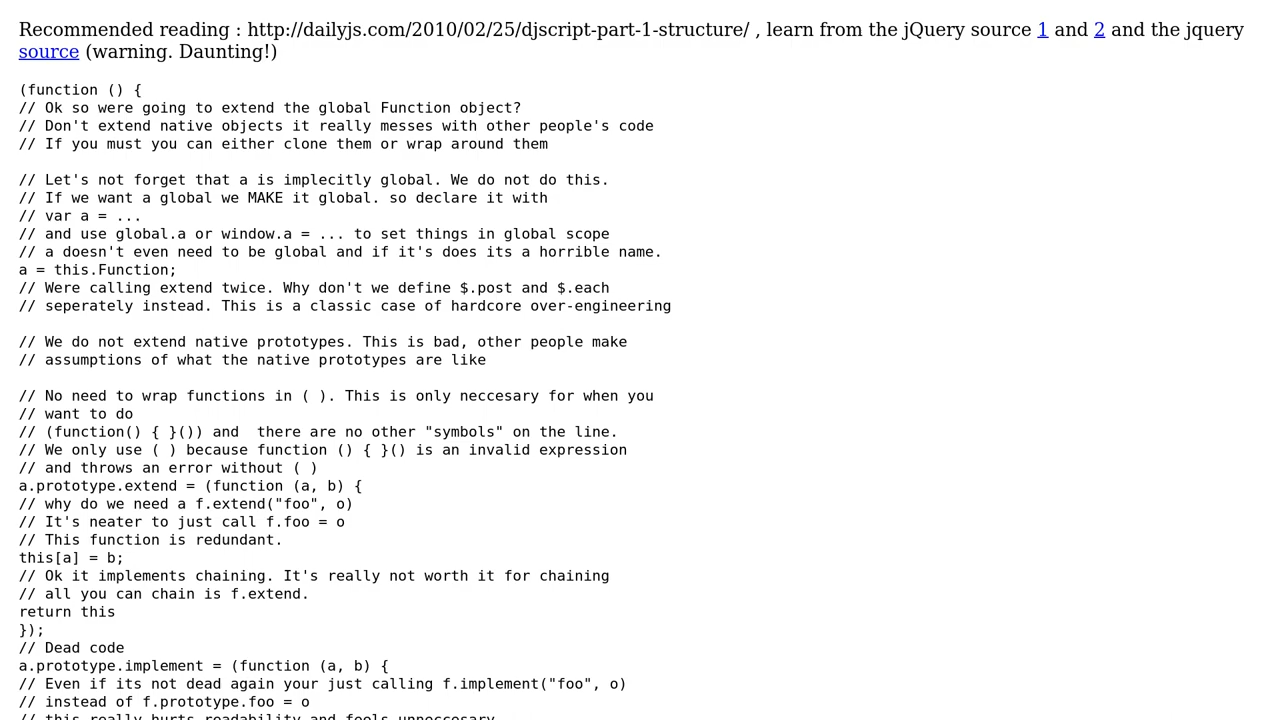 Recommended reading : http://dailyjs.com/2010/02/25/djscript-part-1-structure/ , learn from the jQuery source 1 and 2 and the jquery
source (warning. Daunting!)
(function () {
// Ok so were going to extend the global Function object?
// Don't extend native objects it really messes with other people's code
// If you must you can either clone them or wrap around them
// Let's not forget that a is implecitly global. We do not do this.
// If we want a global we MAKE it global. so declare it with
// var a = ...
// and use global.a or window.a = ... to set things in global scope
// a doesn't even need to be global and if it's does its a horrible name.
a = this.Function;
// Were calling extend twice. Why don't we define $.post and $.each
// seperately instead. This is a classic case of hardcore over-engineering
// We do not extend native prototypes. This is bad, other people make
// assumptions of what the native prototypes are like
// No need to wrap functions in ( ). This is only neccesary for when you
// want to do
// (function() { }()) and  there are no other "symbols" on the line.
// We only use ( ) because function () { }() is an invalid expression
// and throws an error without ( )
a.prototype.extend = (function (a, b) {
// why do we need a f.extend("foo", o)
// It's neater to just call f.foo = o
// This function is redundant.
this[a] = b;
// Ok it implements chaining. It's really not worth it for chaining
// all you can chain is f.extend.
return this
});
// Dead code
a.prototype.implement = (function (a, b) {
// Even if its not dead again your just calling f.implement("foo", o)
// instead of f.prototype.foo = o
// this really hurts readability and feels unneccesary